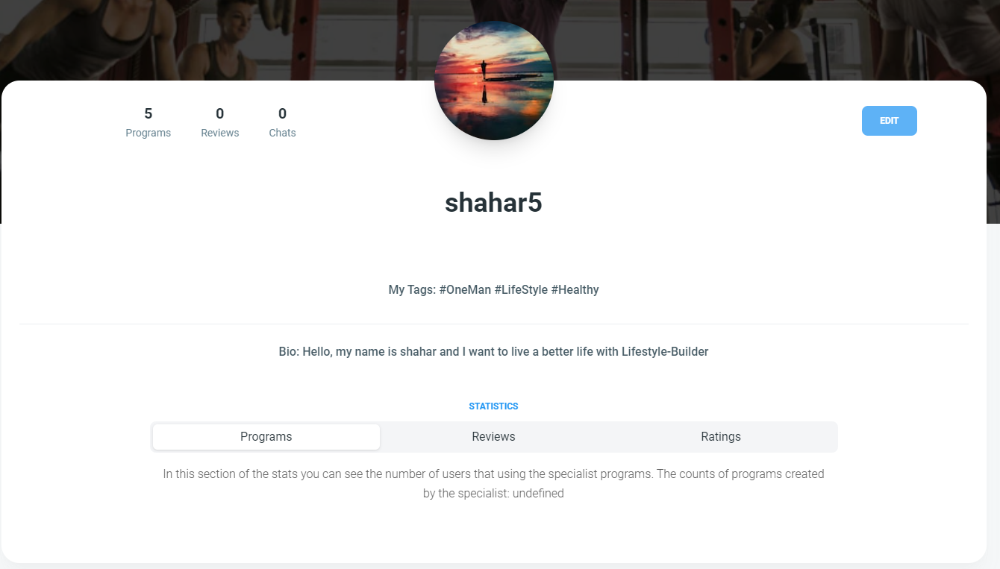 5
Programs
0
Reviews
0
Chats
EDIT
shahar5
My Tags: #OneMan #LifeStyle #Healthy
Bio: Hello, my name is shahar and I want to live a better life with Lifestyle-Builder
STATISTICS
Programs
Reviews
Ratings
In this section of the stats you can see the number of users that using the specialist programs. The counts of programs created
by the specialist: undefined